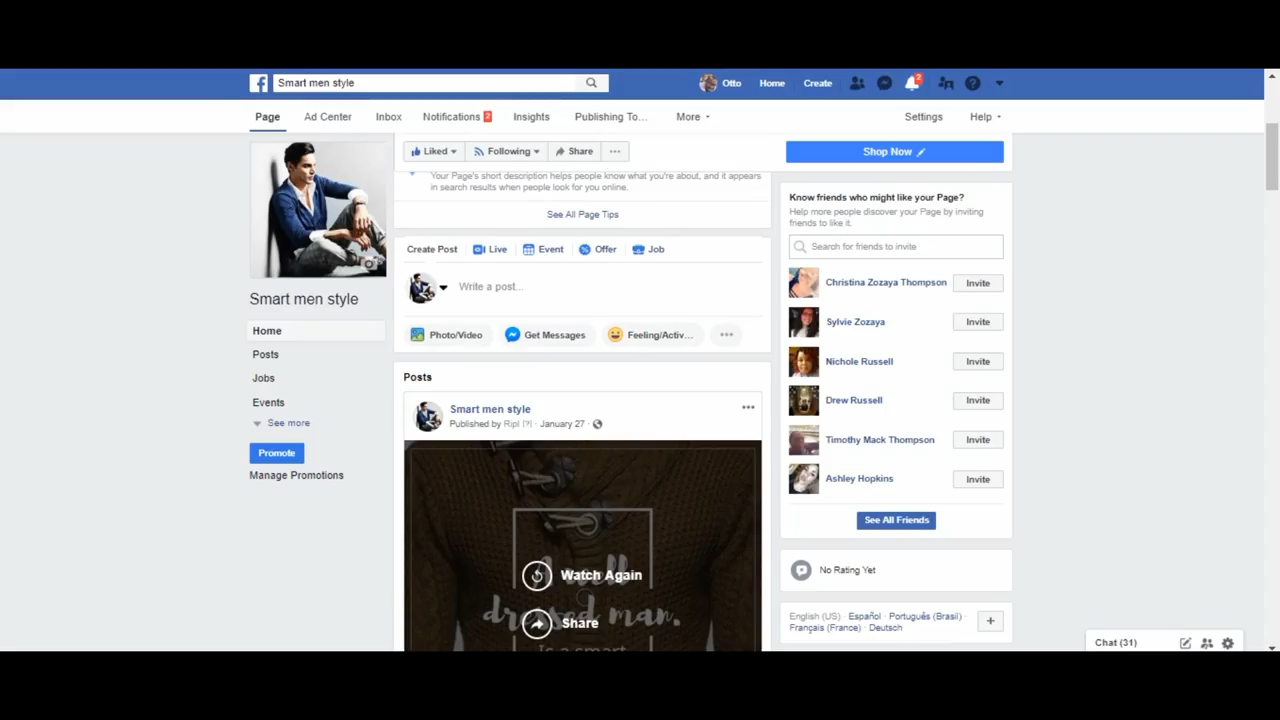 Smart men style
Otto Home Create 2
Page Ad Center Inbox Notifications 2 Insights Publishing To... More Settings Help
Liked Following Share ...
Shop Now
Your Page's short description helps people know what you're about, and it appears
in search results when people look for you online.
See All Page Tips
Create Post Live Event Offer Job
Write a post...
Photo/Video Get Messages Feeling/Activ... ...
Smart men style
Home
Posts
Jobs
Events
See more
Promote
Manage Promotions
Posts
Smart men style ...
Published by Ripl [?] · January 27 ·
Watch Again
dressed man.
Share
Is a smart
Know friends who might like your Page?
Help more people discover your Page by inviting
friends to like it.
Search for friends to invite
Christina Zozaya Thompson Invite
Sylvie Zozaya Invite
Nichole Russell Invite
Drew Russell Invite
Timothy Mack Thompson Invite
Ashley Hopkins Invite
See All Friends
No Rating Yet
English (US) · Español · Português (Brasil) ·
Français (France) · Deutsch
+
Chat (31)